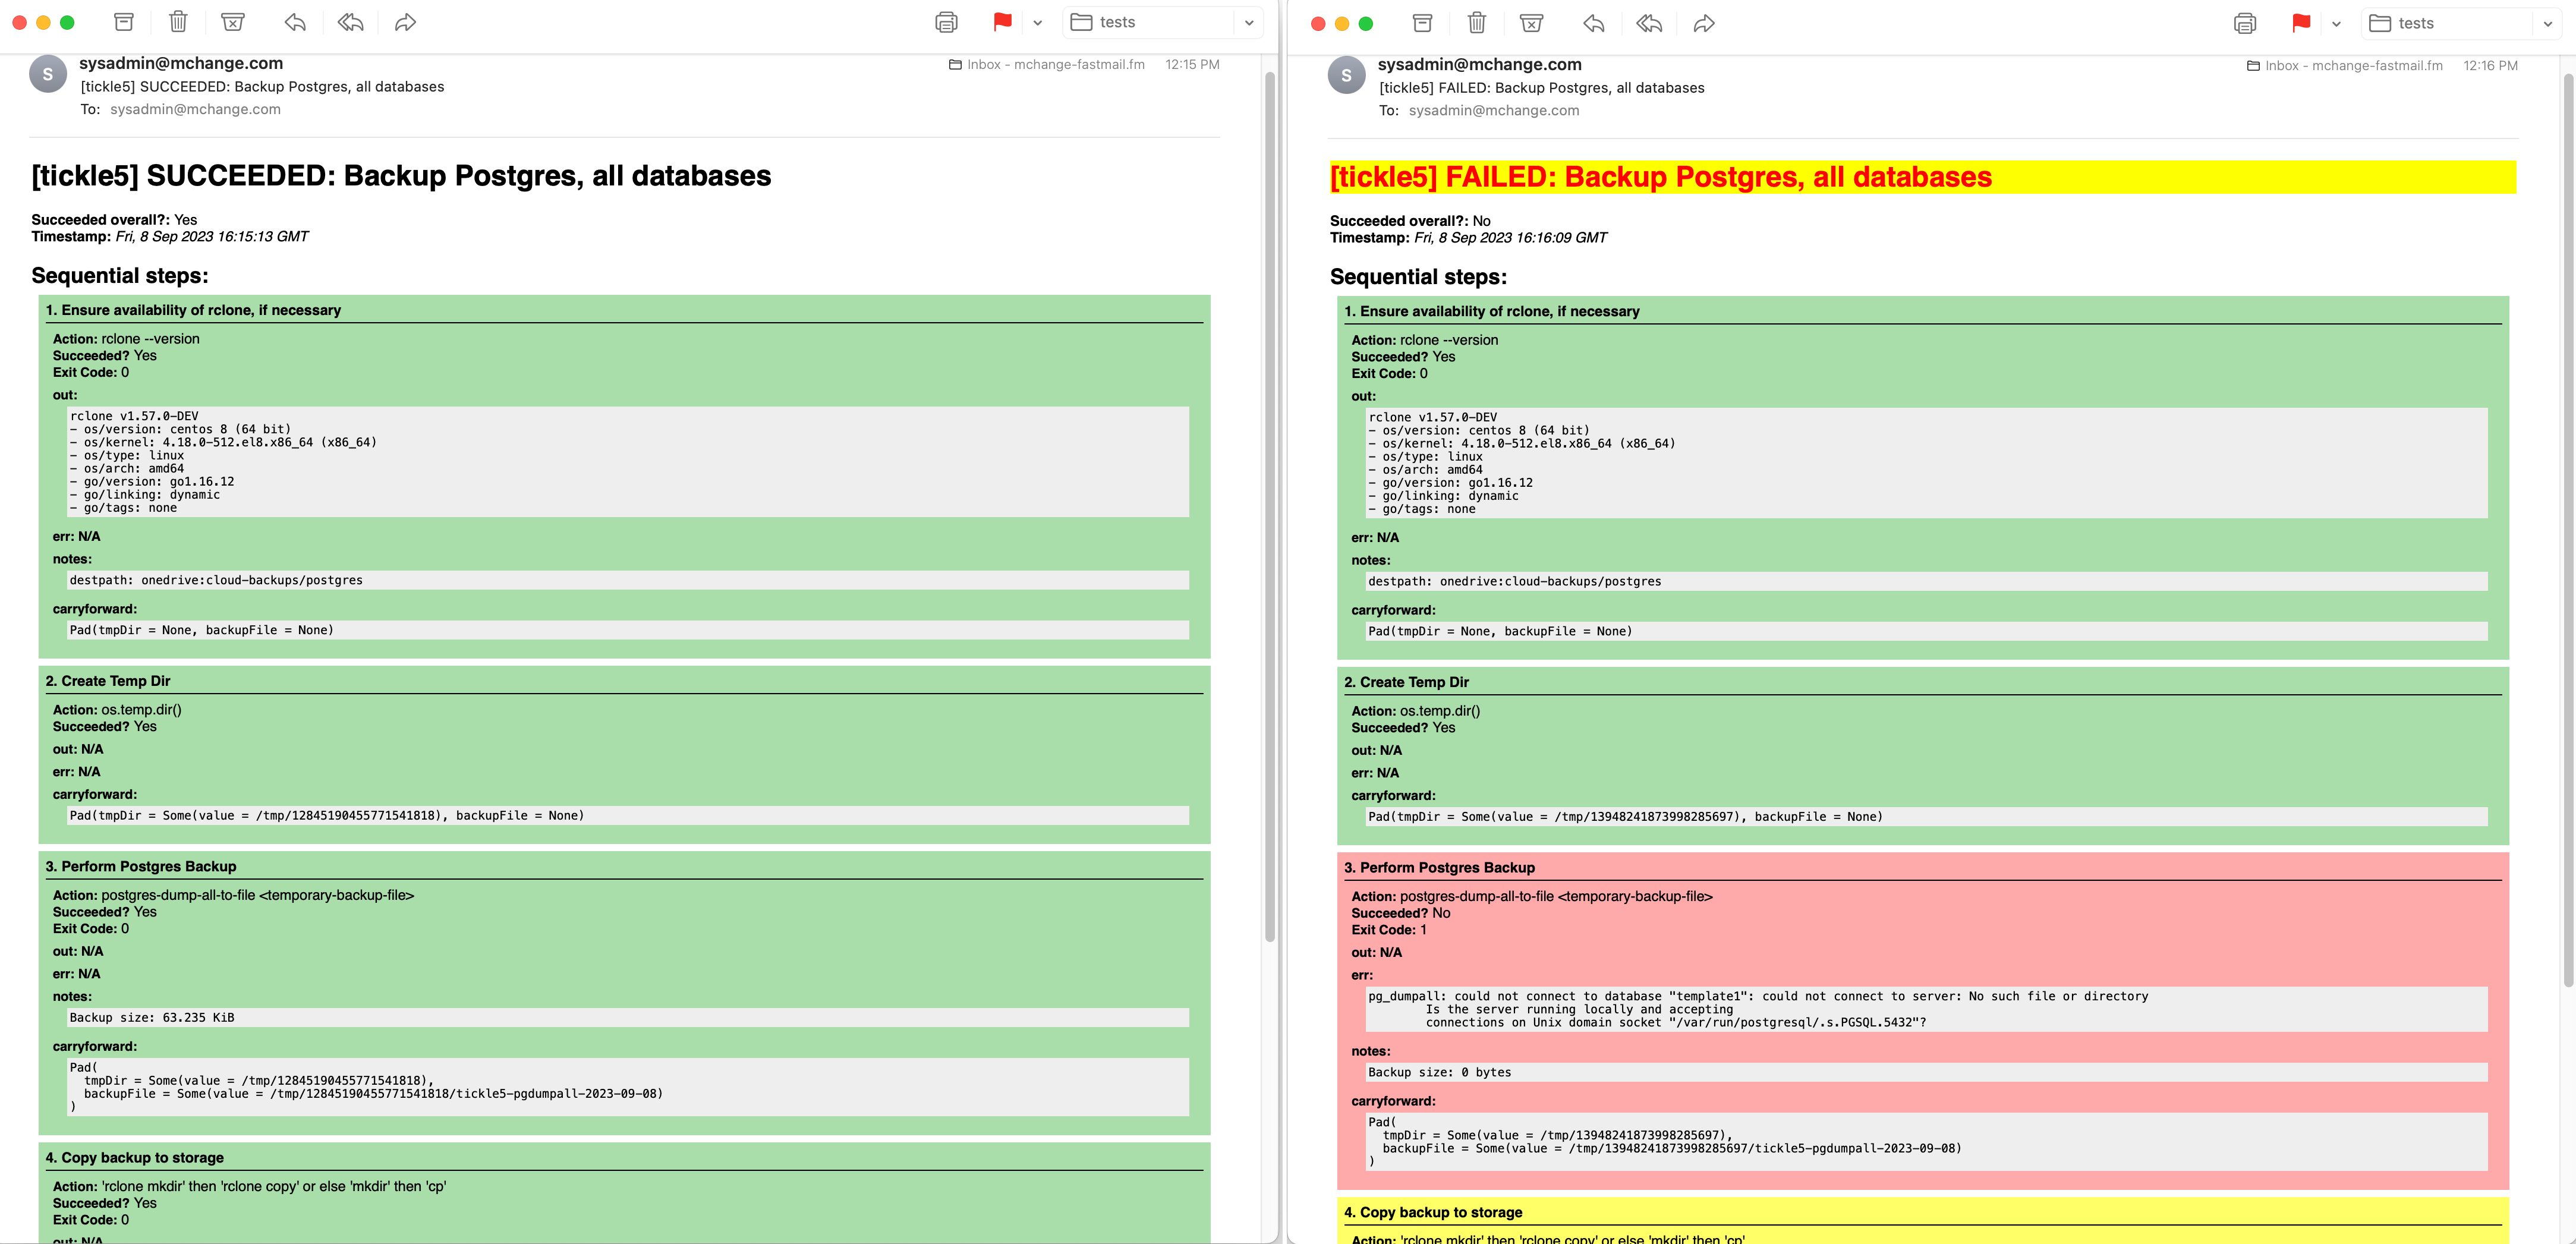 tests
S
sysadmin@mchange.com
Inbox - mchange-fastmail.fm 12:15 PM
[tickle5] SUCCEEDED: Backup Postgres, all databases
To: sysadmin@mchange.com
[tickle5] SUCCEEDED: Backup Postgres, all databases
Succeeded overall?: Yes
Timestamp: Fri, 8 Sep 2023 16:15:13 GMT
Sequential steps:
1. Ensure availability of rclone, if necessary
Action: rclone --version
Succeeded? Yes
Exit Code: 0
out:
rclone v1.57.0-DEV
- os/version: centos 8 (64 bit)
- os/kernel: 4.18.0-512.el8.x86_64 (x86_64)
- os/type: linux
- os/arch: amd64
- go/version: go1.16.12
- go/linking: dynamic
- go/tags: none
err: N/A
notes:
destpath: onedrive:cloud-backups/postgres
carryforward:
Pad(tmpDir = None, backupFile = None)
2. Create Temp Dir
Action: os.temp.dir()
Succeeded? Yes
out: N/A
err: N/A
carryforward:
Pad(tmpDir = Some(value = /tmp/12845190455771541818), backupFile = None)
3. Perform Postgres Backup
Action: postgres-dump-all-to-file <temporary-backup-file>
Succeeded? Yes
Exit Code: 0
out: N/A
err: N/A
notes:
Backup size: 63.235 KiB
carryforward:
Pad(
tmpDir = Some(value = /tmp/12845190455771541818),
backupFile = Some(value = /tmp/12845190455771541818/tickle5-pgdumpall-2023-09-08)
)
4. Copy backup to storage
Action: 'rclone mkdir' then 'rclone copy' or else 'mkdir' then 'cp'
Succeeded? Yes
Exit Code: 0
out: N/A
tests
S
sysadmin@mchange.com
Inbox - mchange-fastmail.fm 12:16 PM
[tickle5] FAILED: Backup Postgres, all databases
To: sysadmin@mchange.com
[tickle5] FAILED: Backup Postgres, all databases
Succeeded overall?: No
Timestamp: Fri, 8 Sep 2023 16:16:09 GMT
Sequential steps:
1. Ensure availability of rclone, if necessary
Action: rclone --version
Succeeded? Yes
Exit Code: 0
out:
rclone v1.57.0-DEV
- os/version: centos 8 (64 bit)
- os/kernel: 4.18.0-512.el8.x86_64 (x86_64)
- os/type: linux
- os/arch: amd64
- go/version: go1.16.12
- go/linking: dynamic
- go/tags: none
err: N/A
notes:
destpath: onedrive:cloud-backups/postgres
carryforward:
Pad(tmpDir = None, backupFile = None)
2. Create Temp Dir
Action: os.temp.dir()
Succeeded? Yes
out: N/A
err: N/A
carryforward:
Pad(tmpDir = Some(value = /tmp/13948241873998285697), backupFile = None)
3. Perform Postgres Backup
Action: postgres-dump-all-to-file <temporary-backup-file>
Succeeded? No
Exit Code: 1
out: N/A
err:
pg_dumpall: could not connect to database "template1": could not connect to server: No such file or directory
Is the server running locally and accepting
connections on Unix domain socket "/var/run/postgresql/.s.PGSQL.5432"?
notes:
Backup size: 0 bytes
carryforward:
Pad(
tmpDir = Some(value = /tmp/13948241873998285697),
backupFile = Some(value = /tmp/13948241873998285697/tickle5-pgdumpall-2023-09-08)
)
4. Copy backup to storage
Action: 'rclone mkdir' then 'rclone copy' or else 'mkdir' then 'cp'